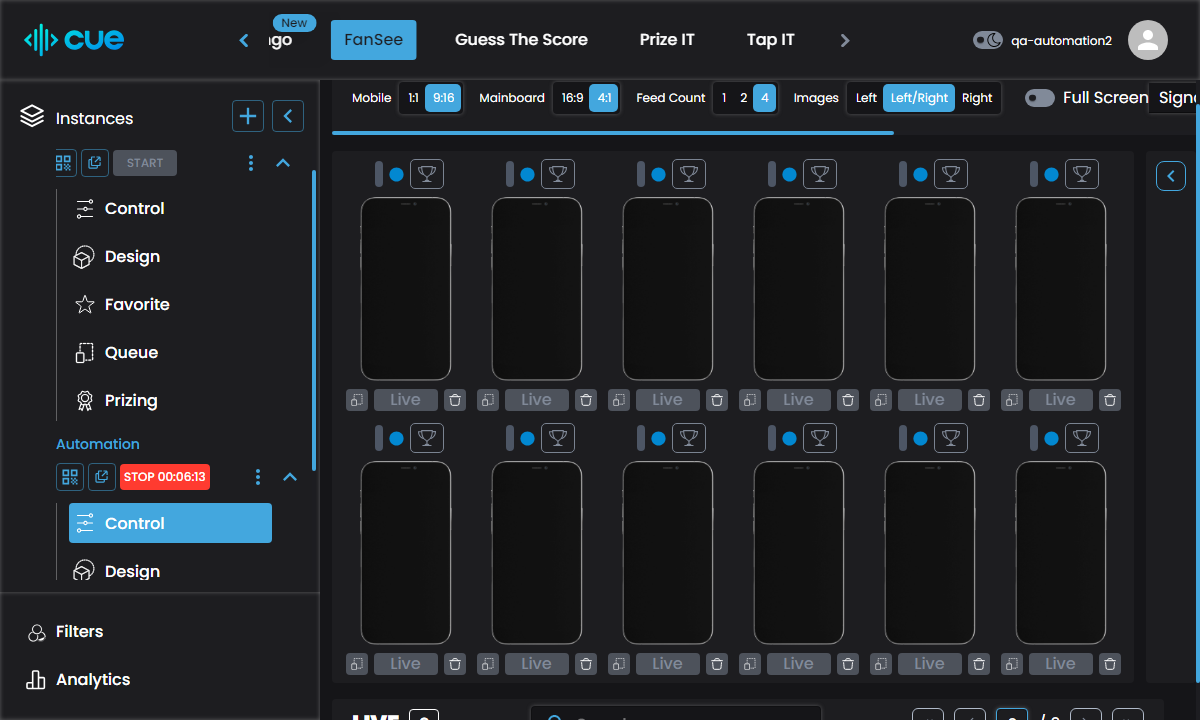 cue
New
FanSee
Guess The Score
Prize IT
Tap IT
qa-automation2
Instances
START
Control
Design
Favorite
Queue
Prizing
Automation
STOP 00:06:13
Control
Design
Filters
Analytics
Mobile 1:1 9:16 Mainboard 16:9 4:1 Feed Count 1 2 4 Images Left Left/Right Right Full Screen
Live Live Live Live Live Live
Live Live Live Live Live Live
LIVE